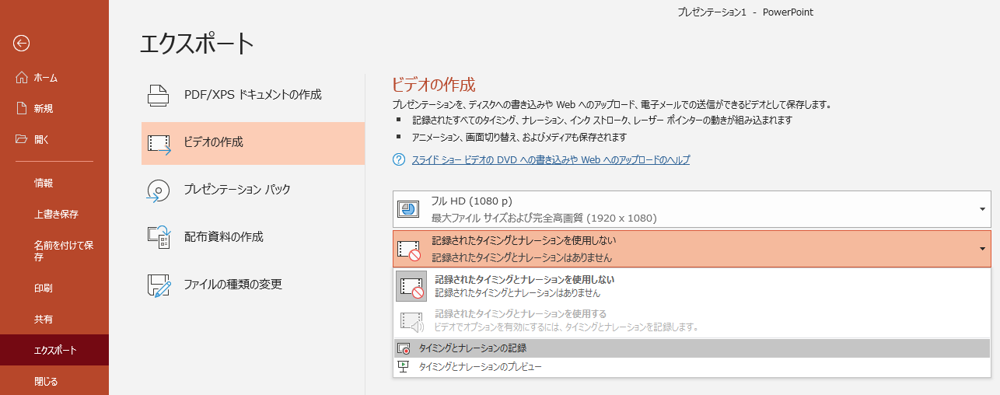 プレゼンテーション1 - PowerPoint
ホーム
新規
開く
情報
上書き保存
名前を付けて保
存
印刷
共有
エクスポート
閉じる
エクスポート
PDF/XPS ドキュメントの作成
ビデオの作成
プレゼンテーション パック
配布資料の作成
ファイルの種類の変更
ビデオの作成
プレゼンテーションを、ディスクへの書き込みや Web へのアップロード、電子メールでの送信ができるビデオとして保存します。
▪ 記録されたすべてのタイミング、ナレーション、インク ストローク、レーザー ポインターの動きが組み込まれます
▪ アニメーション、画面切り替え、およびメディアも保存されます
? スライド ショー ビデオの DVD への書き込みや Web へのアップロードのヘルプ
フル HD (1080 p)
最大ファイル サイズおよび完全高画質 (1920 x 1080)
記録されたタイミングとナレーションを使用しない
記録されたタイミングとナレーションはありません
記録されたタイミングとナレーションを使用しない
記録されたタイミングとナレーションはありません
記録されたタイミングとナレーションを使用する
ビデオでオプションを有効にするには、タイミングとナレーションを記録します。
タイミングとナレーションの記録
タイミングとナレーションのプレビュー